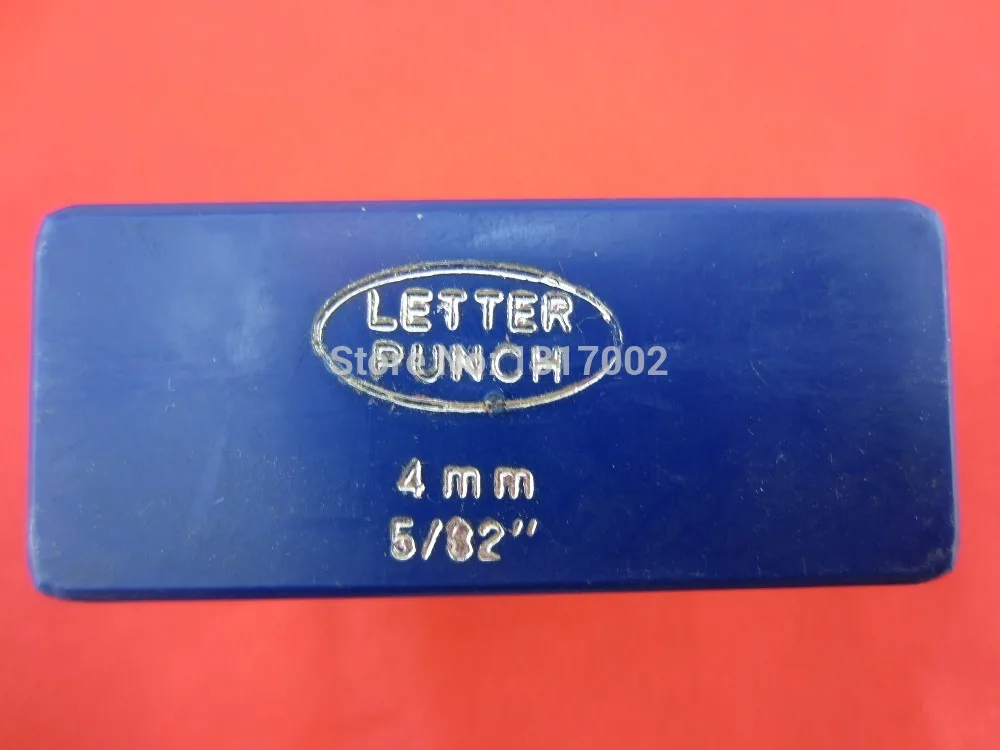 LETTER
PUNCH
4 mm
5/32"